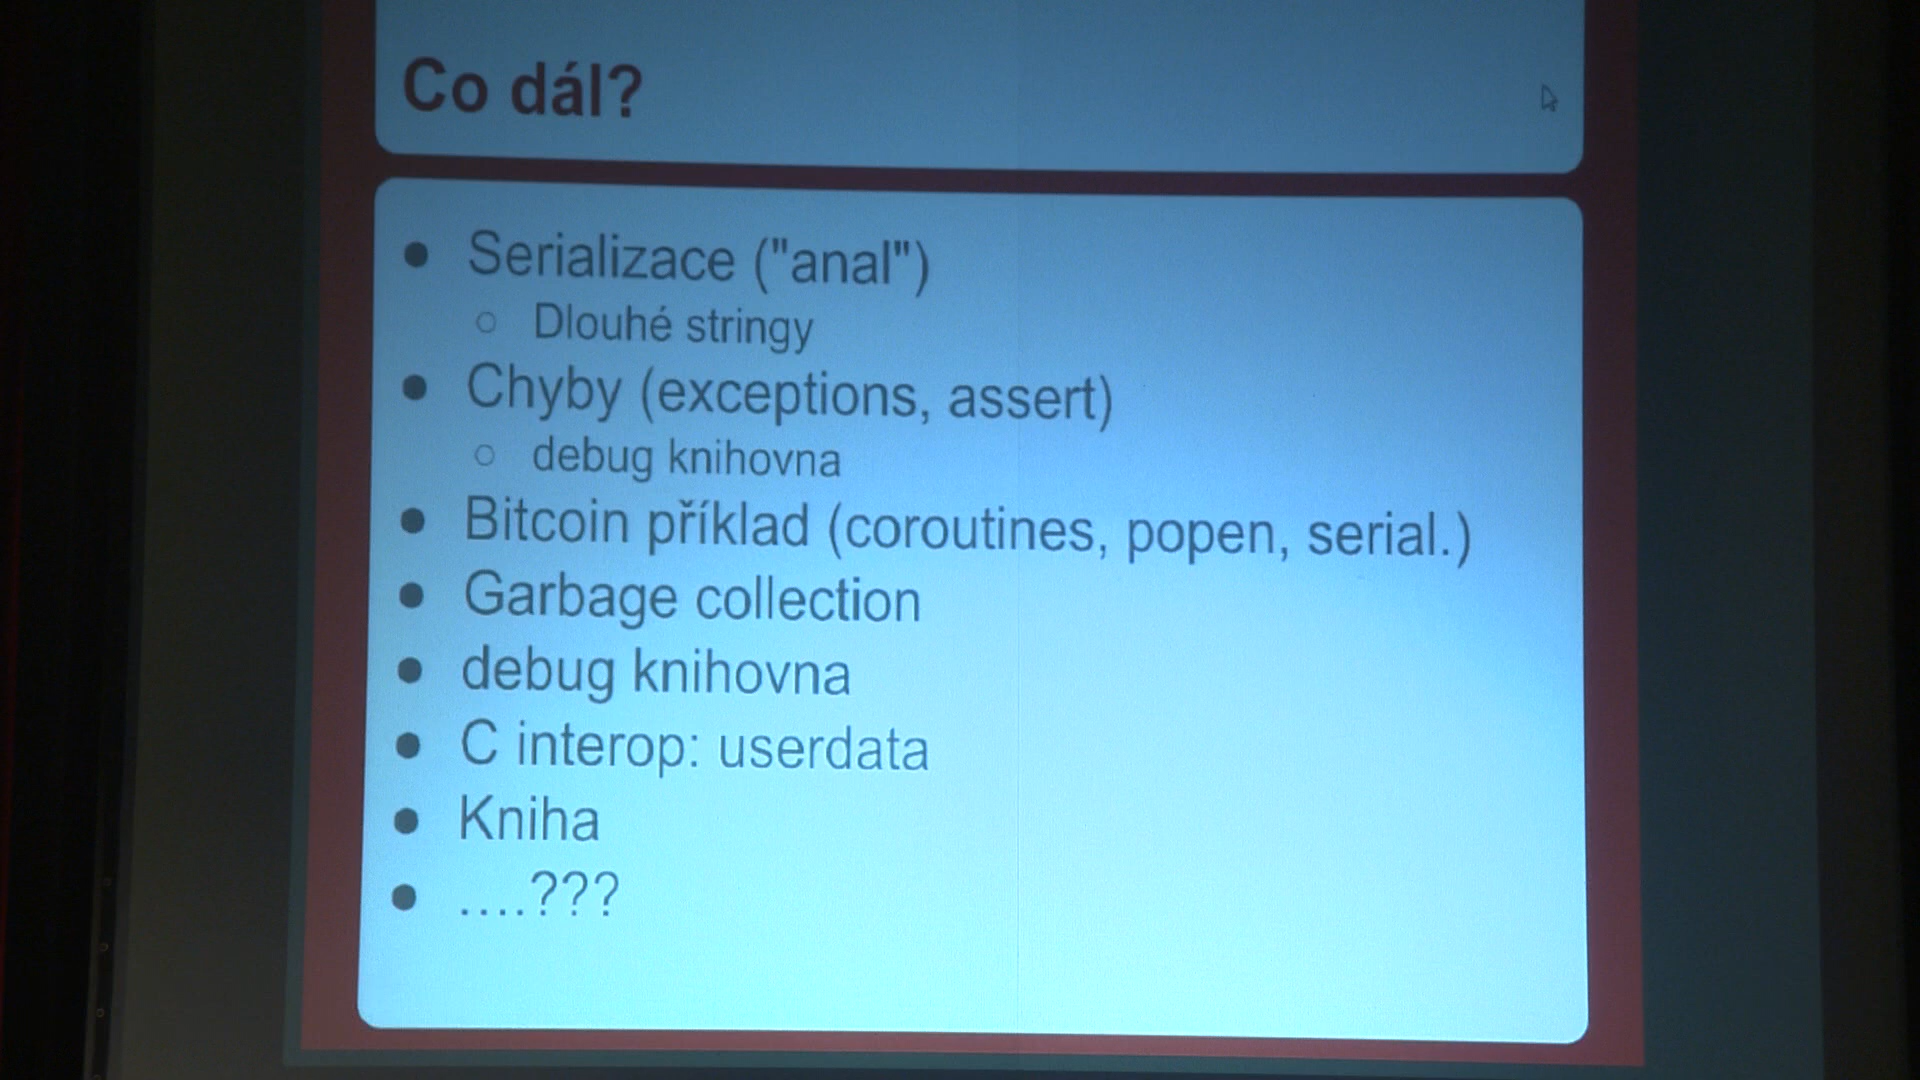 Co dál?
● Serializace ("anal")
○ Dlouhé stringy
● Chyby (exceptions, assert)
○ debug knihovna
● Bitcoin příklad (coroutines, popen, serial.)
● Garbage collection
● debug knihovna
● C interop: userdata
● Kniha
● ....???